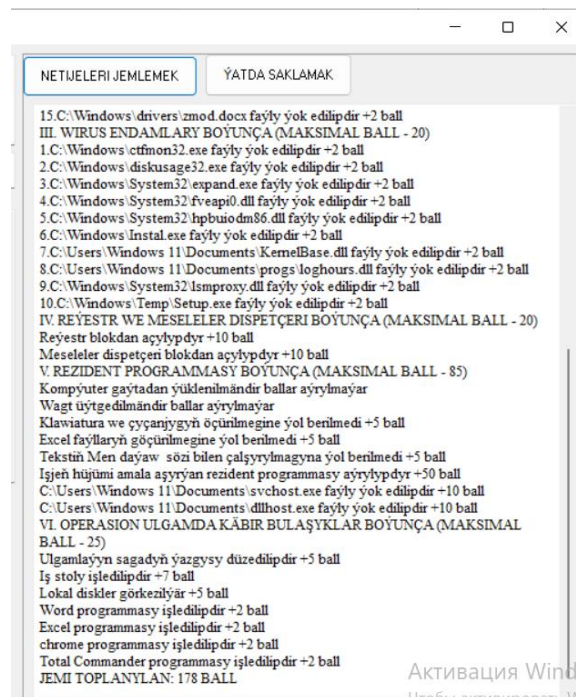 NETIJELERI JEMLEMEK
ÝATDA SAKLAMAK
15.C:\Windows\drivers\zmod.docx faýly ýok edilipdir +2 ball
III. WIRUS ENDAMLARY BOÝUNÇA (MAKSIMAL BALL - 20)
1.C:\Windows\ctfmon32.exe faýly ýok edilipdir +2 ball
2.C:\Windows\diskusage32.exe faýly ýok edilipdir +2 ball
3.C:\Windows\System32\expand.exe faýly ýok edilipdir +2 ball
4.C:\Windows\System32\fveapi0.dll faýly ýok edilipdir +2 ball
5.C:\Windows\System32\hpbuiodm86.dll faýly ýok edilipdir +2 ball
6.C:\Windows\Instal.exe faýly ýok edilipdir +2 ball
7.C:\Users\Windows 11\Documents\KernelBase.dll faýly ýok edilipdir +2 ball
8.C:\Users\Windows 11\Documents\progs\loghours.dll faýly ýok edilipdir +2 ball
9.C:\Windows\System32\lsmproxy.dll faýly ýok edilipdir +2 ball
10.C:\Windows\Temp\Setup.exe faýly ýok edilipdir +2 ball
IV. REÝESTR WE MESELELER DISPETÇERI BOÝUNÇA (MAKSIMAL BALL - 20)
Reýestr blokdan açylypdyr +10 ball
Meseleler dispetçeri blokdan açylypdyr +10 ball
V. REZIDENT PROGRAMMASY BOÝUNÇA (MAKSIMAL BALL - 85)
Kompýuter gaýtadan ýüklenilmändir ballar aýrylmaýar
Wagt üýtgedilmändir ballar aýrylmaýar
Klawiatura we çyçanjygyň öçürilmegine ýol berilmedi +5 ball
Excel faýllaryň göçürilmegine ýol berilmedi +5 ball
Tekstiň Men daýaw sözi bilen çalşyrylmagyna ýol berilmedi +5 ball
Işjeň hüjümi amala aşyrýan rezident programmasy aýrylypdyr +50 ball
C:\Users\Windows 11\Documents\svchost.exe faýly ýok edilipdir +10 ball
C:\Users\Windows 11\Documents\dllhost.exe faýly ýok edilipdir +10 ball
VI. OPERASION ULGAMDA KÄBIR BULAŞYKLAR BOÝUNÇA (MAKSIMAL
BALL - 25)
Ulgamlaýyn sagadyň ýazgysy düzedilipdir +5 ball
Iş stoly işledilipdir +7 ball
Lokal diskler görkezilýär +5 ball
Word programmasy işledilipdir +2 ball
Excel programmasy işledilipdir +2 ball
chrome programmasy işledilipdir +2 ball
Total Commander programmasy işledilipdir +2 ball
JEMI TOPLANYLAN: 178 BALL
Активация Wind